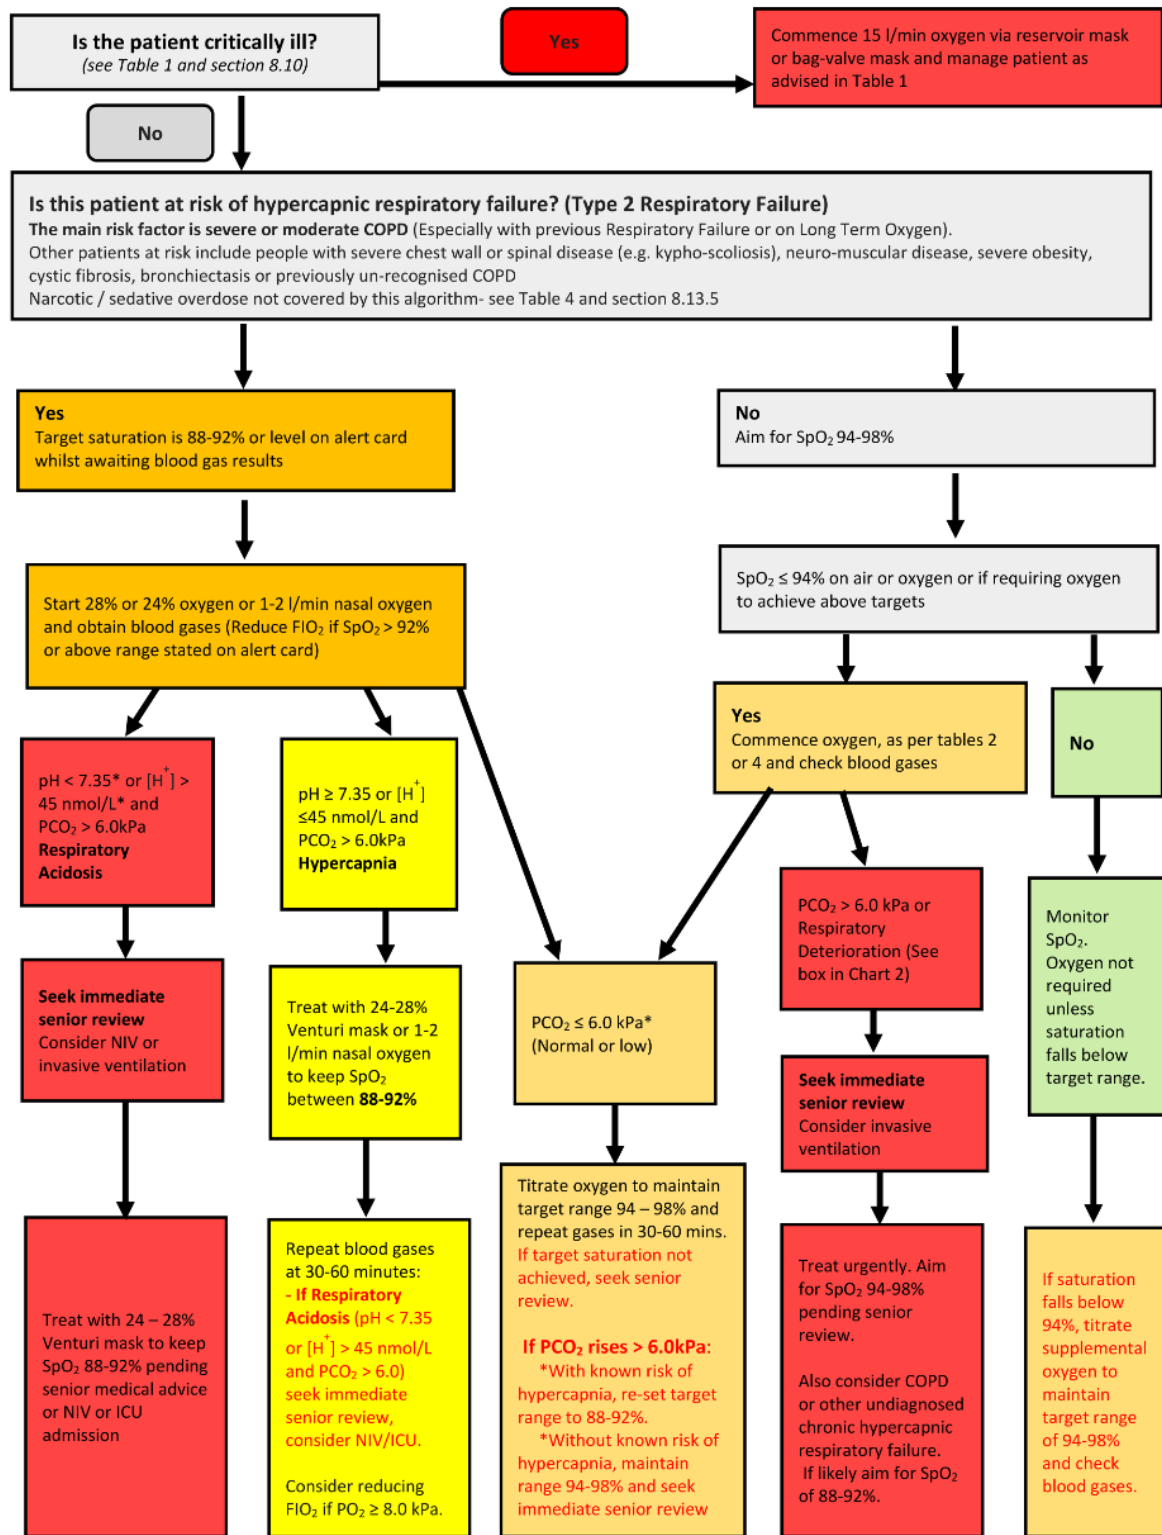 Is the patient critically ill?
(see Table 1 and section 8.10)
Yes
Commence 15 l/min oxygen via reservoir mask
or bag-valve mask and manage patient as
advised in Table 1
No
Is this patient at risk of hypercapnic respiratory failure? (Type 2 Respiratory Failure)
The main risk factor is severe or moderate COPD (Especially with previous Respiratory Failure or on Long Term Oxygen).
Other patients at risk include people with severe chest wall or spinal disease (e.g. kypho-scoliosis), neuro-muscular disease, severe obesity,
cystic fibrosis, bronchiectasis or previously un-recognised COPD
Narcotic / sedative overdose not covered by this algorithm- see Table 4 and section 8.13.5
Yes
Target saturation is 88-92% or level on alert card
whilst awaiting blood gas results
No
Aim for SpO₂ 94-98%
Start 28% or 24% oxygen or 1-2 l/min nasal oxygen
and obtain blood gases (Reduce FIO₂ if SpO₂ > 92%
or above range stated on alert card)
SpO₂ ≤ 94% on air or oxygen or if requiring oxygen
to achieve above targets
Yes
Commence oxygen, as per tables 2
or 4 and check blood gases
No
pH < 7.35* or [H⁺] >
45 nmol/L* and
PCO₂ > 6.0kPa
Respiratory
Acidosis
pH ≥ 7.35 or [H⁺]
≤45 nmol/L and
PCO₂ > 6.0kPa
Hypercapnia
PCO₂ ≤ 6.0 kPa*
(Normal or low)
PCO₂ > 6.0 kPa or
Respiratory
Deterioration (See
box in Chart 2)
Monitor
SpO₂.
Oxygen not
required
unless
saturation
falls below
target range.
Seek immediate
senior review
Consider NIV or
invasive ventilation
Treat with 24-28%
Venturi mask or 1-2
l/min nasal oxygen
to keep SpO₂
between 88-92%
Seek immediate
senior review
Consider invasive
ventilation
Treat with 24 – 28%
Venturi mask to keep
SpO₂ 88-92% pending
senior medical advice
or NIV or ICU
admission
Repeat blood gases
at 30-60 minutes:
- If Respiratory
Acidosis (pH < 7.35
or [H⁺] > 45 nmol/L
and PCO₂ > 6.0)
seek immediate
senior review,
consider NIV/ICU.
Consider reducing
FIO₂ if PO₂ ≥ 8.0 kPa.
Titrate oxygen to maintain
target range 94 – 98% and
repeat gases in 30-60 mins.
If target saturation not
achieved, seek senior
review.
If PCO₂ rises > 6.0kPa:
*With known risk of
hypercapnia, re-set target
range to 88-92%.
*Without known risk of
hypercapnia, maintain
range 94-98% and seek
immediate senior review
Treat urgently. Aim
for SpO₂ 94-98%
pending senior
review.
Also consider COPD
or other undiagnosed
chronic hypercapnic
respiratory failure.
If likely aim for SpO₂
of 88-92%.
If saturation
falls below
94%, titrate
supplemental
oxygen to
maintain
target range
of 94-98%
and check
blood gases.